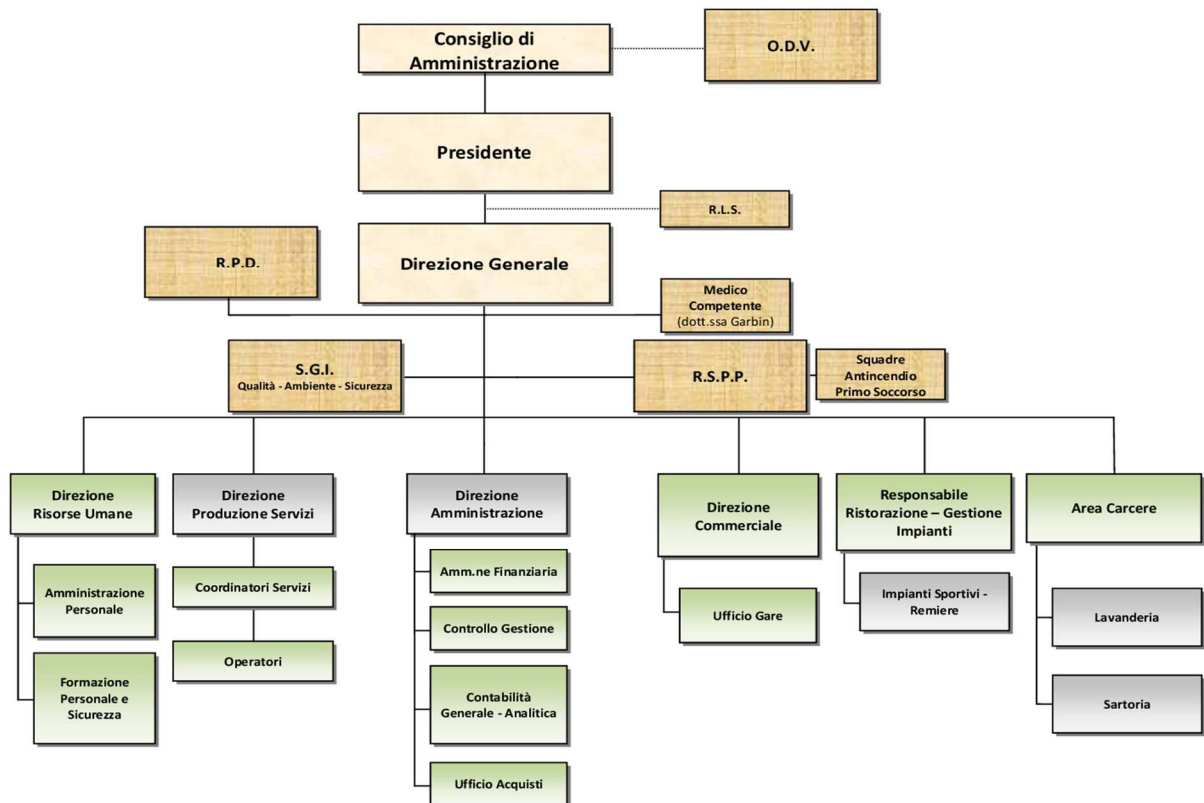 Consiglio di
Amministrazione
O.D.V.
Presidente
R.L.S.
Direzione Generale
R.P.D.
Medico
Competente
(dott.ssa Garbin)
S.G.I.
Qualità - Ambiente - Sicurezza
R.S.P.P.
Squadre
Antincendio
Primo Soccorso
Direzione
Risorse Umane
Amministrazione
Personale
Formazione
Personale e
Sicurezza
Direzione
Produzione Servizi
Coordinatori Servizi
Operatori
Direzione
Amministrazione
Amm.ne Finanziaria
Controllo Gestione
Contabilità
Generale - Analitica
Ufficio Acquisti
Direzione
Commerciale
Ufficio Gare
Responsabile
Ristorazione – Gestione
Impianti
Impianti Sportivi -
Remiere
Area Carcere
Lavanderia
Sartoria